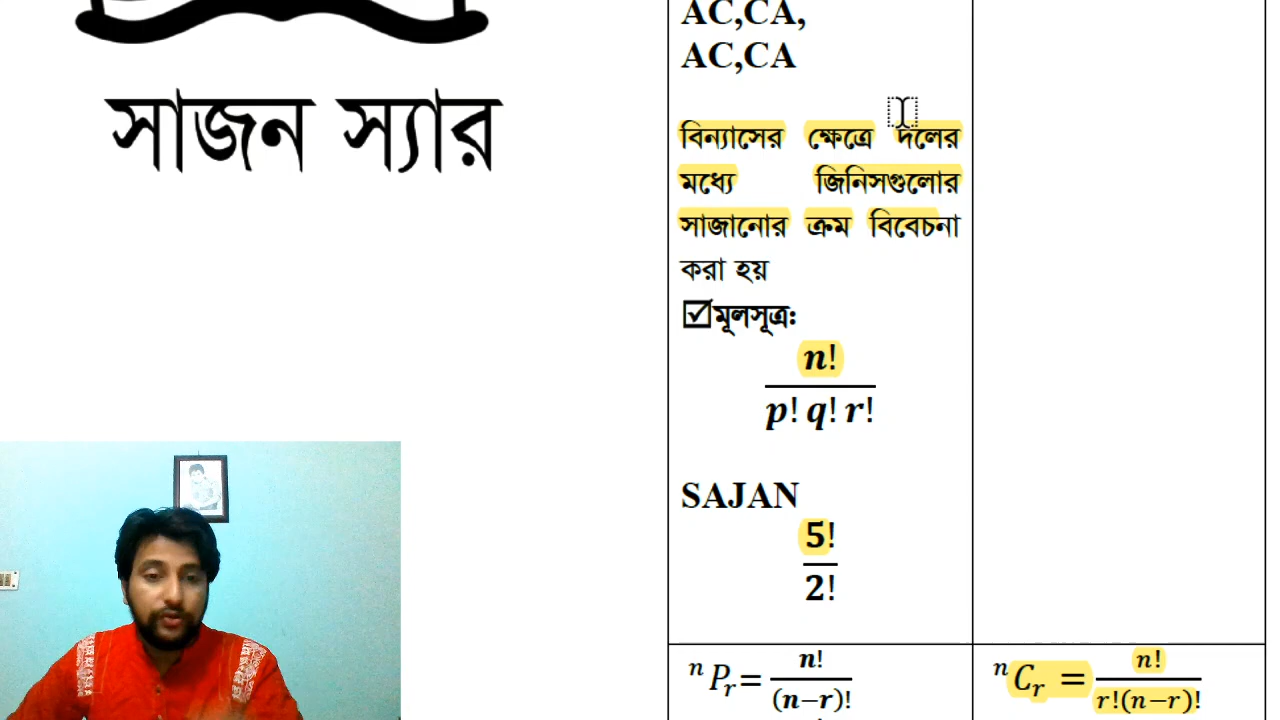 সাজন স্যার
AC,CA,
AC,CA
বিন্যাসের ক্ষেত্রে দলের
মধ্যে জিনিসগুলোর
সাজানোর ক্রম বিবেচনা
করা হয়
☑মূলসূত্র:
n!
p! q! r!
SAJAN
5!
2!
ⁿPᵣ= n!/(n−r)!
ⁿCᵣ = n!/r!(n−r)!